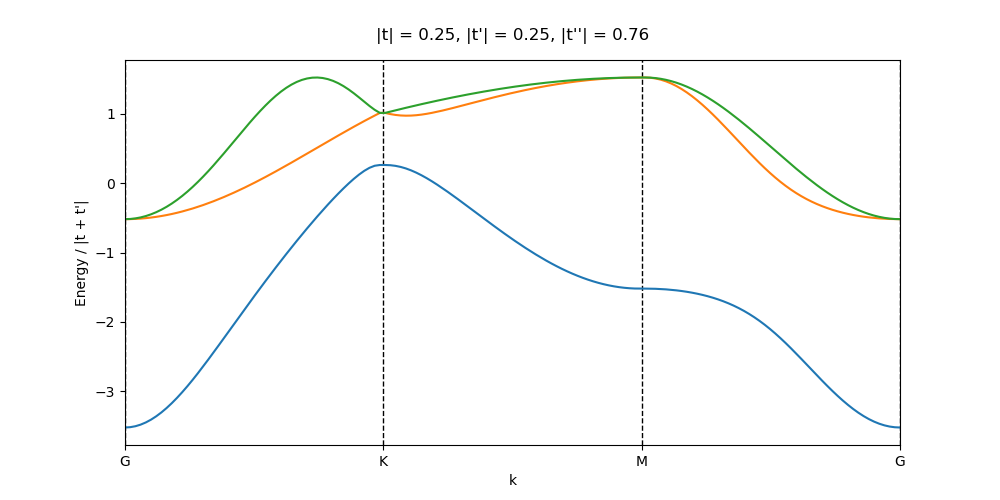 |t| = 0.25, |t'| = 0.25, |t''| = 0.76
Energy / |t + t'|
1
0
−1
−2
−3
G K M G
k